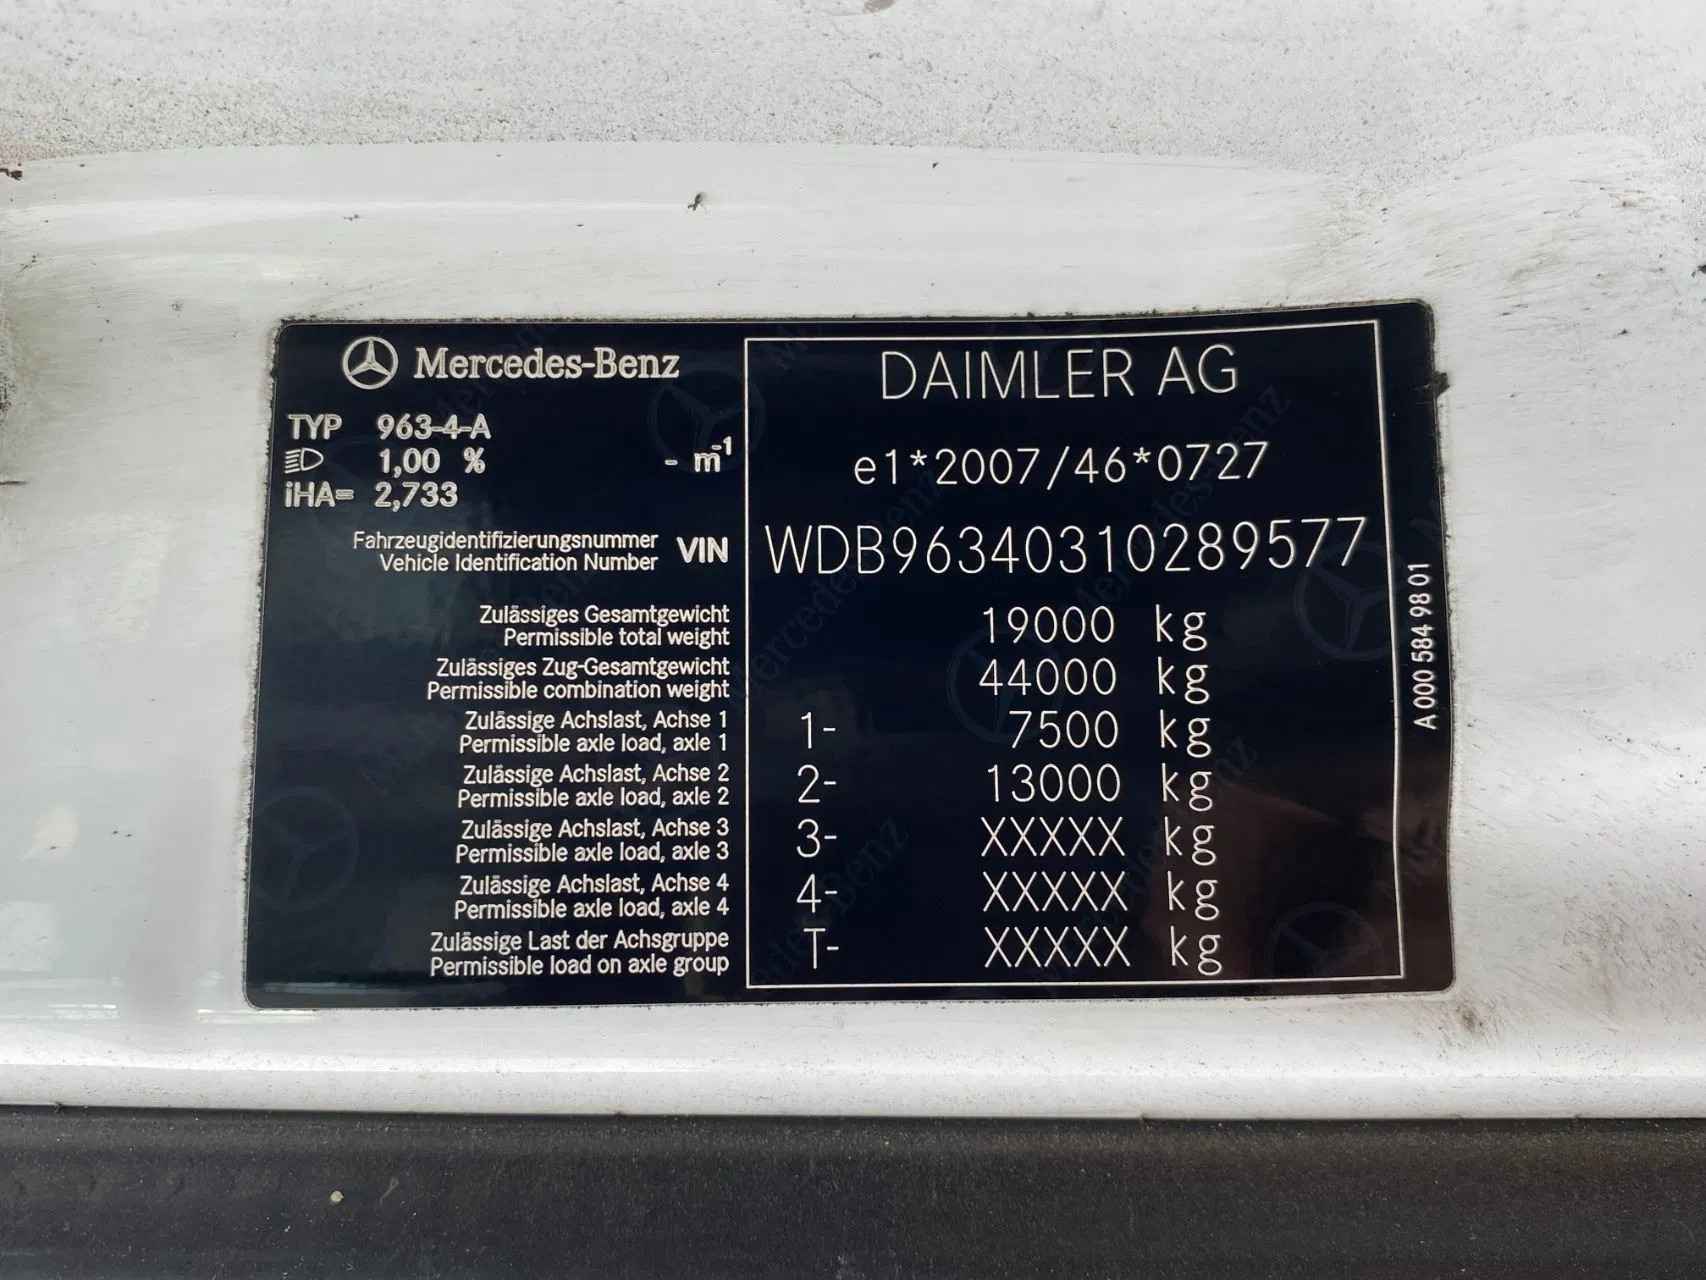 Mercedes-Benz
TYP 963-4-A
1,00 % - m-1
iHA= 2,733
DAIMLER AG
e1*2007/46*0727
Fahrzeugidentifizierungsnummer
Vehicle Identification Number
VIN WDB96340310289577
Zulässiges Gesamtgewicht
Permissible total weight
19000 kg
Zulässiges Zug-Gesamtgewicht
Permissible combination weight
44000 kg
Zulässige Achslast, Achse 1
Permissible axle load, axle 1
1- 7500 kg
Zulässige Achslast, Achse 2
Permissible axle load, axle 2
2- 13000 kg
Zulässige Achslast, Achse 3
Permissible axle load, axle 3
3- XXXXX kg
Zulässige Achslast, Achse 4
Permissible axle load, axle 4
4- XXXXX kg
Zulässige Last der Achsgruppe
Permissible load on axle group
T- XXXXX kg
A 000 584 98 01